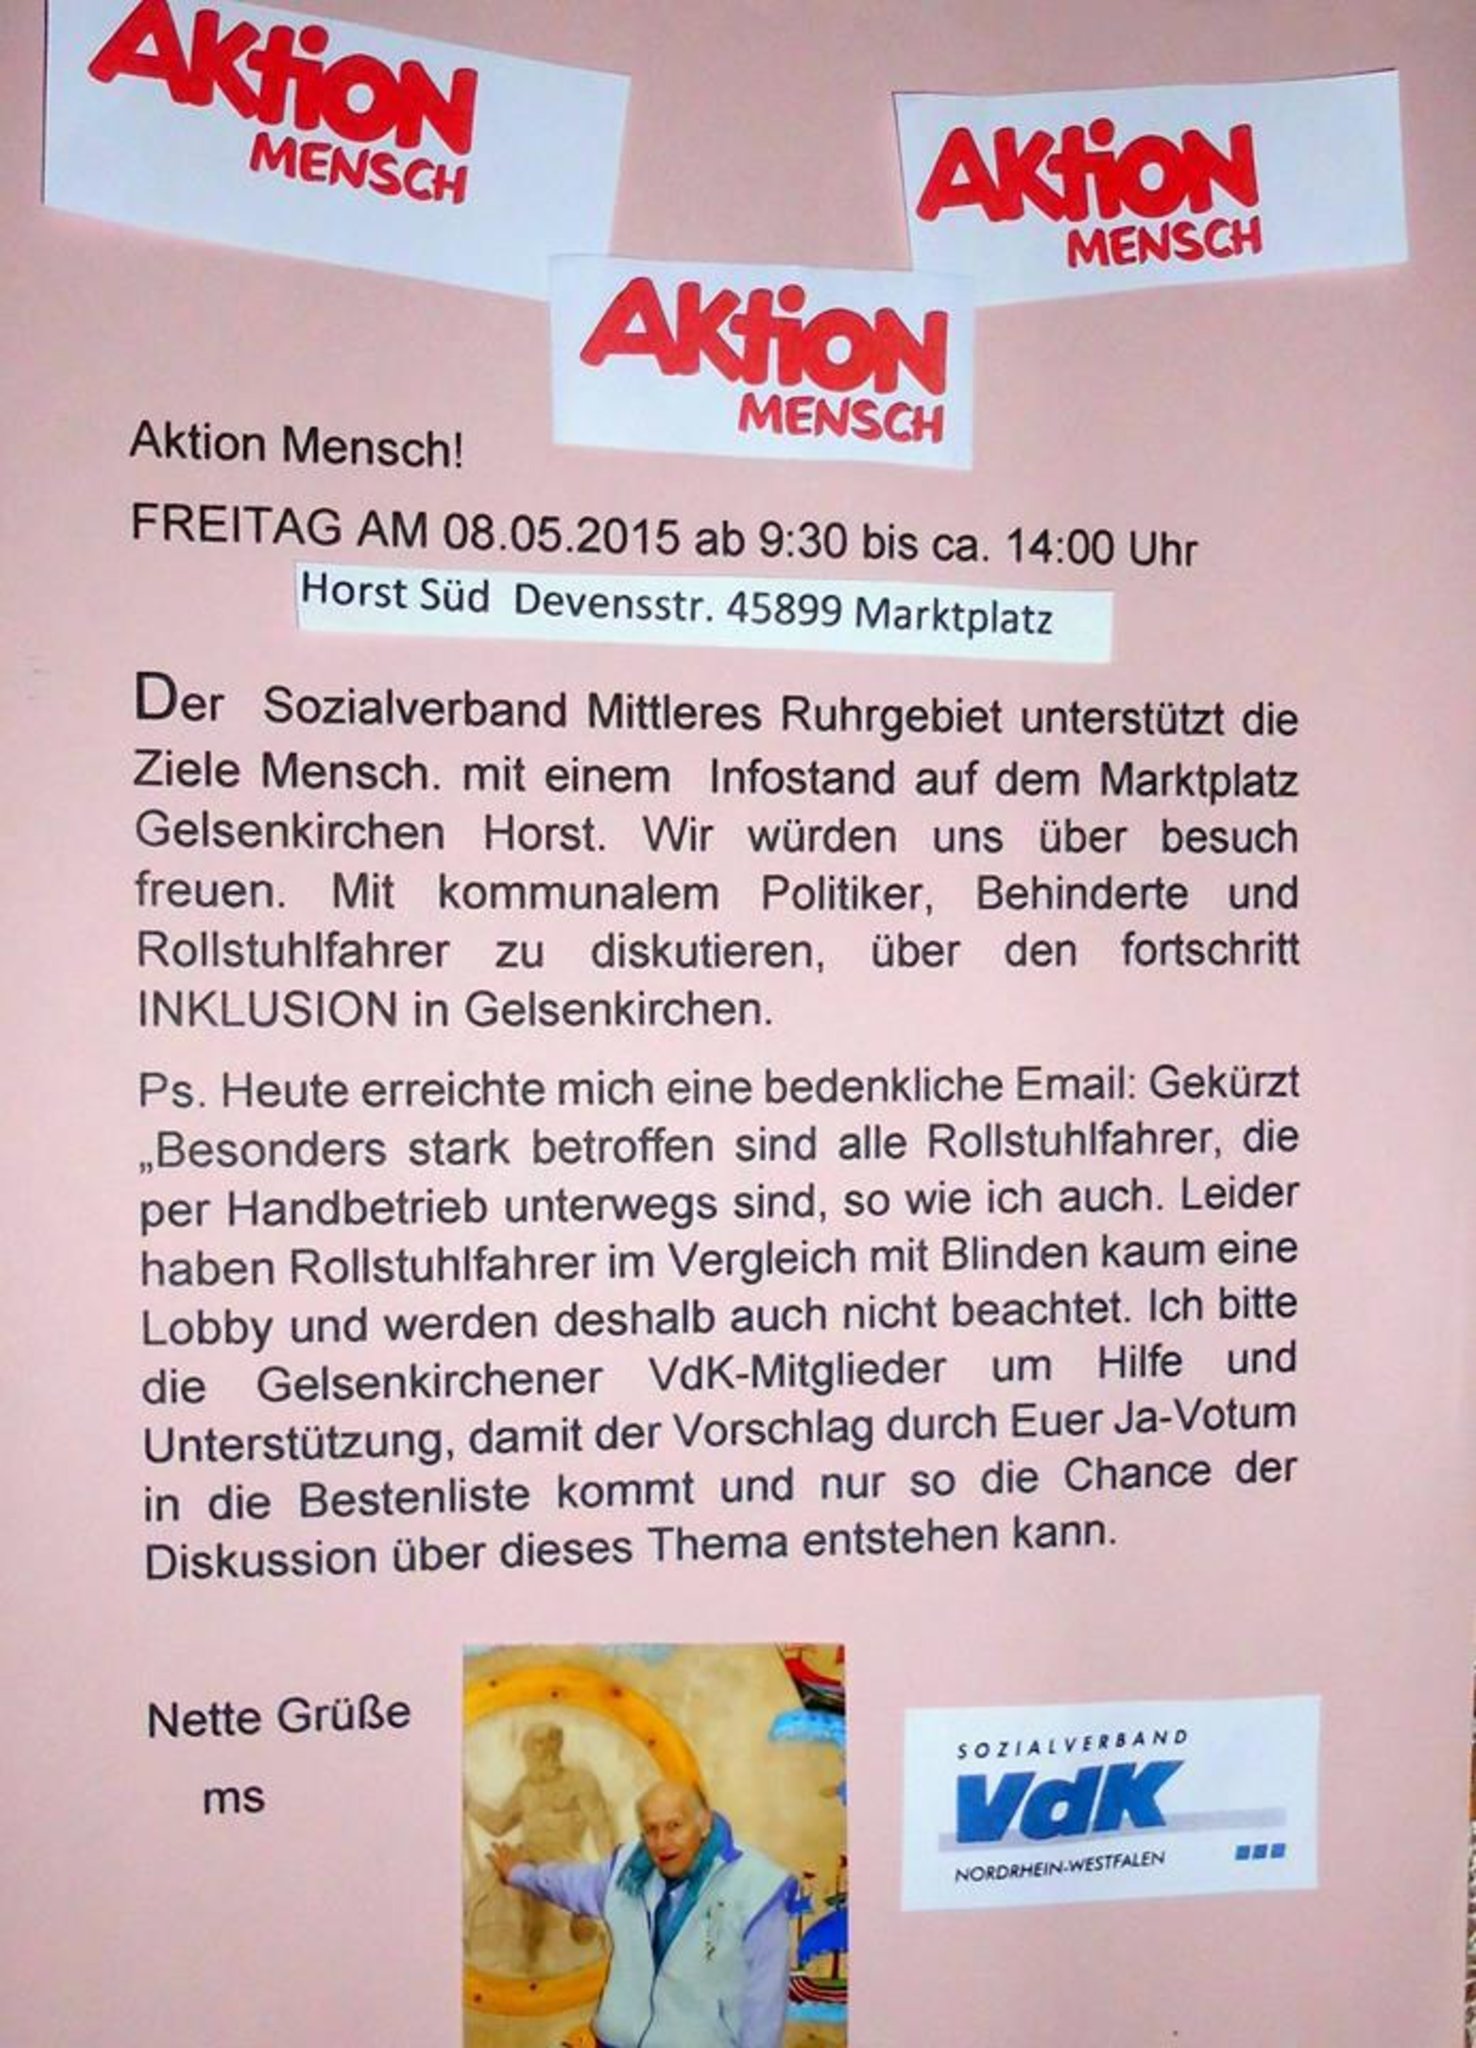 AKtiON
MENSCH
AKtiON
MENSCH
AKtiON
MENSCH
Aktion Mensch!
FREITAG AM 08.05.2015 ab 9:30 bis ca. 14:00 Uhr
Horst Süd Devensstr. 45899 Marktplatz
Der Sozialverband Mittleres Ruhrgebiet unterstützt die
Ziele Mensch. mit einem Infostand auf dem Marktplatz
Gelsenkirchen Horst. Wir würden uns über besuch
freuen. Mit kommunalem Politiker, Behinderte und
Rollstuhlfahrer zu diskutieren, über den fortschritt
INKLUSION in Gelsenkirchen.
Ps. Heute erreichte mich eine bedenkliche Email: Gekürzt
„Besonders stark betroffen sind alle Rollstuhlfahrer, die
per Handbetrieb unterwegs sind, so wie ich auch. Leider
haben Rollstuhlfahrer im Vergleich mit Blinden kaum eine
Lobby und werden deshalb auch nicht beachtet. Ich bitte
die Gelsenkirchener VdK-Mitglieder um Hilfe und
Unterstützung, damit der Vorschlag durch Euer Ja-Votum
in die Bestenliste kommt und nur so die Chance der
Diskussion über dieses Thema entstehen kann.
Nette Grüße
ms
SOZIALVERBAND
VdK
NORDRHEIN-WESTFALEN